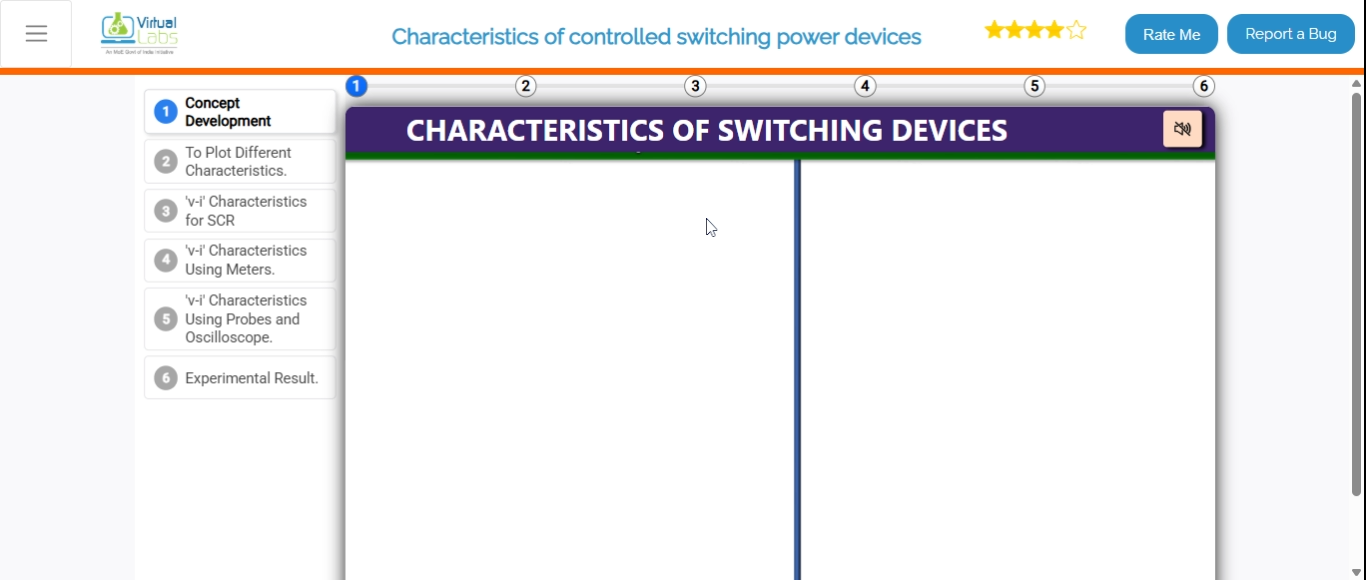 Virtual
Labs
An MoE Govt of India Initiative
Characteristics of controlled switching power devices
Rate Me
Report a Bug
1
2
3
4
5
6
1
Concept
Development
2
To Plot Different
Characteristics.
3
'v-i' Characteristics
for SCR
4
'v-i' Characteristics
Using Meters.
5
'v-i' Characteristics
Using Probes and
Oscilloscope.
6
Experimental Result.
CHARACTERISTICS OF SWITCHING DEVICES